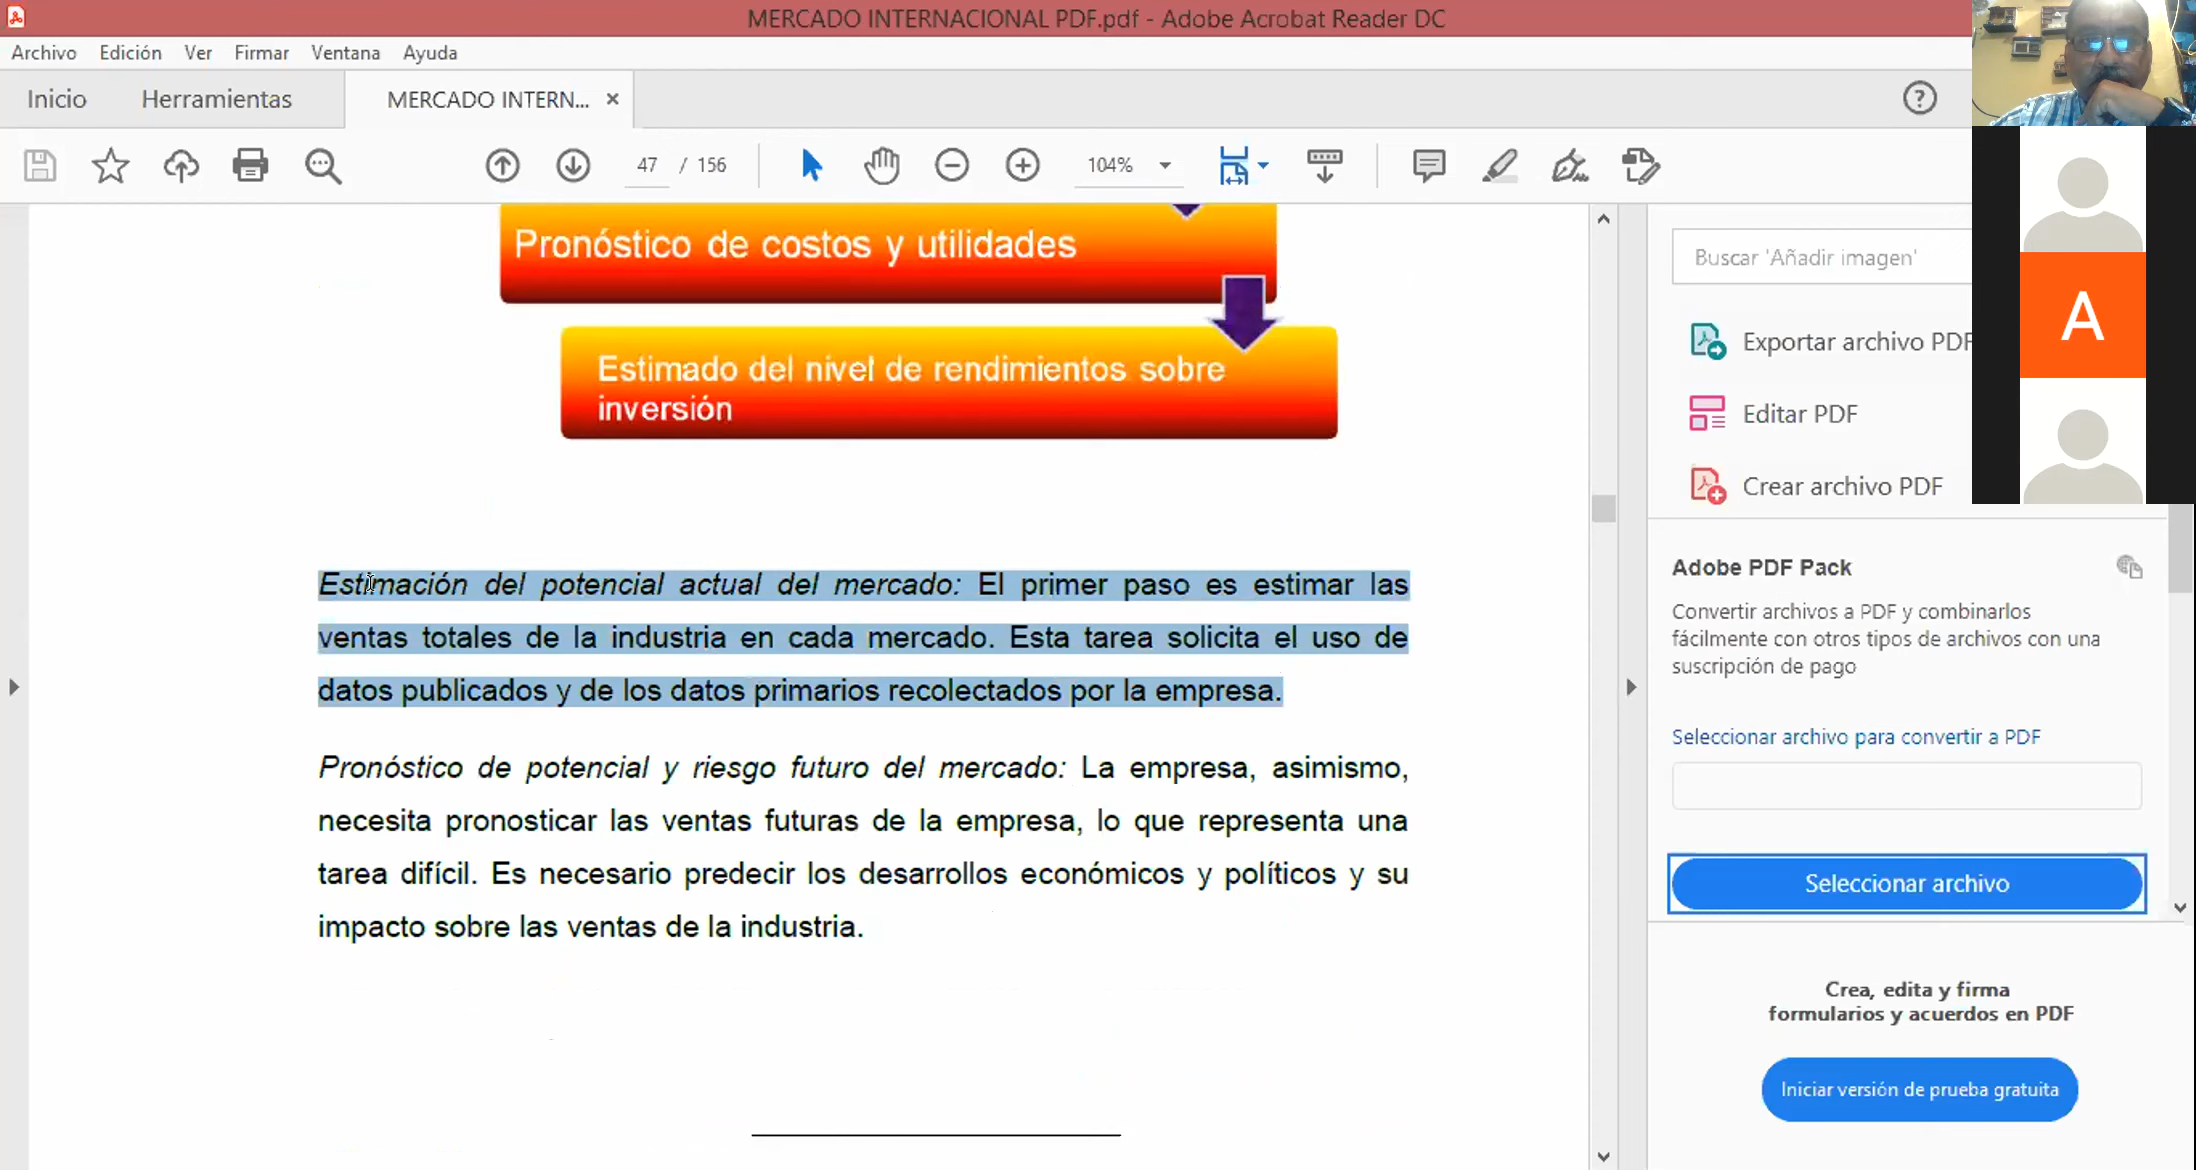 MERCADO INTERNACIONAL PDF.pdf - Adobe Acrobat Reader DC
Archivo Edición Ver Firmar Ventana Ayuda
Inicio Herramientas MERCADO INTERN... ×
47 / 156 104%
Pronóstico de costos y utilidades
Estimado del nivel de rendimientos sobre
inversión
Estimación del potencial actual del mercado: El primer paso es estimar las
ventas totales de la industria en cada mercado. Esta tarea solicita el uso de
datos publicados y de los datos primarios recolectados por la empresa.
Pronóstico de potencial y riesgo futuro del mercado: La empresa, asimismo,
necesita pronosticar las ventas futuras de la empresa, lo que representa una
tarea difícil. Es necesario predecir los desarrollos económicos y políticos y su
impacto sobre las ventas de la industria.
Buscar 'Añadir imagen'
Exportar archivo PDF
Editar PDF
Crear archivo PDF
Adobe PDF Pack
Convertir archivos a PDF y combinarlos
fácilmente con otros tipos de archivos con una
suscripción de pago
Seleccionar archivo para convertir a PDF
Seleccionar archivo
Crea, edita y firma
formularios y acuerdos en PDF
Iniciar versión de prueba gratuita
A